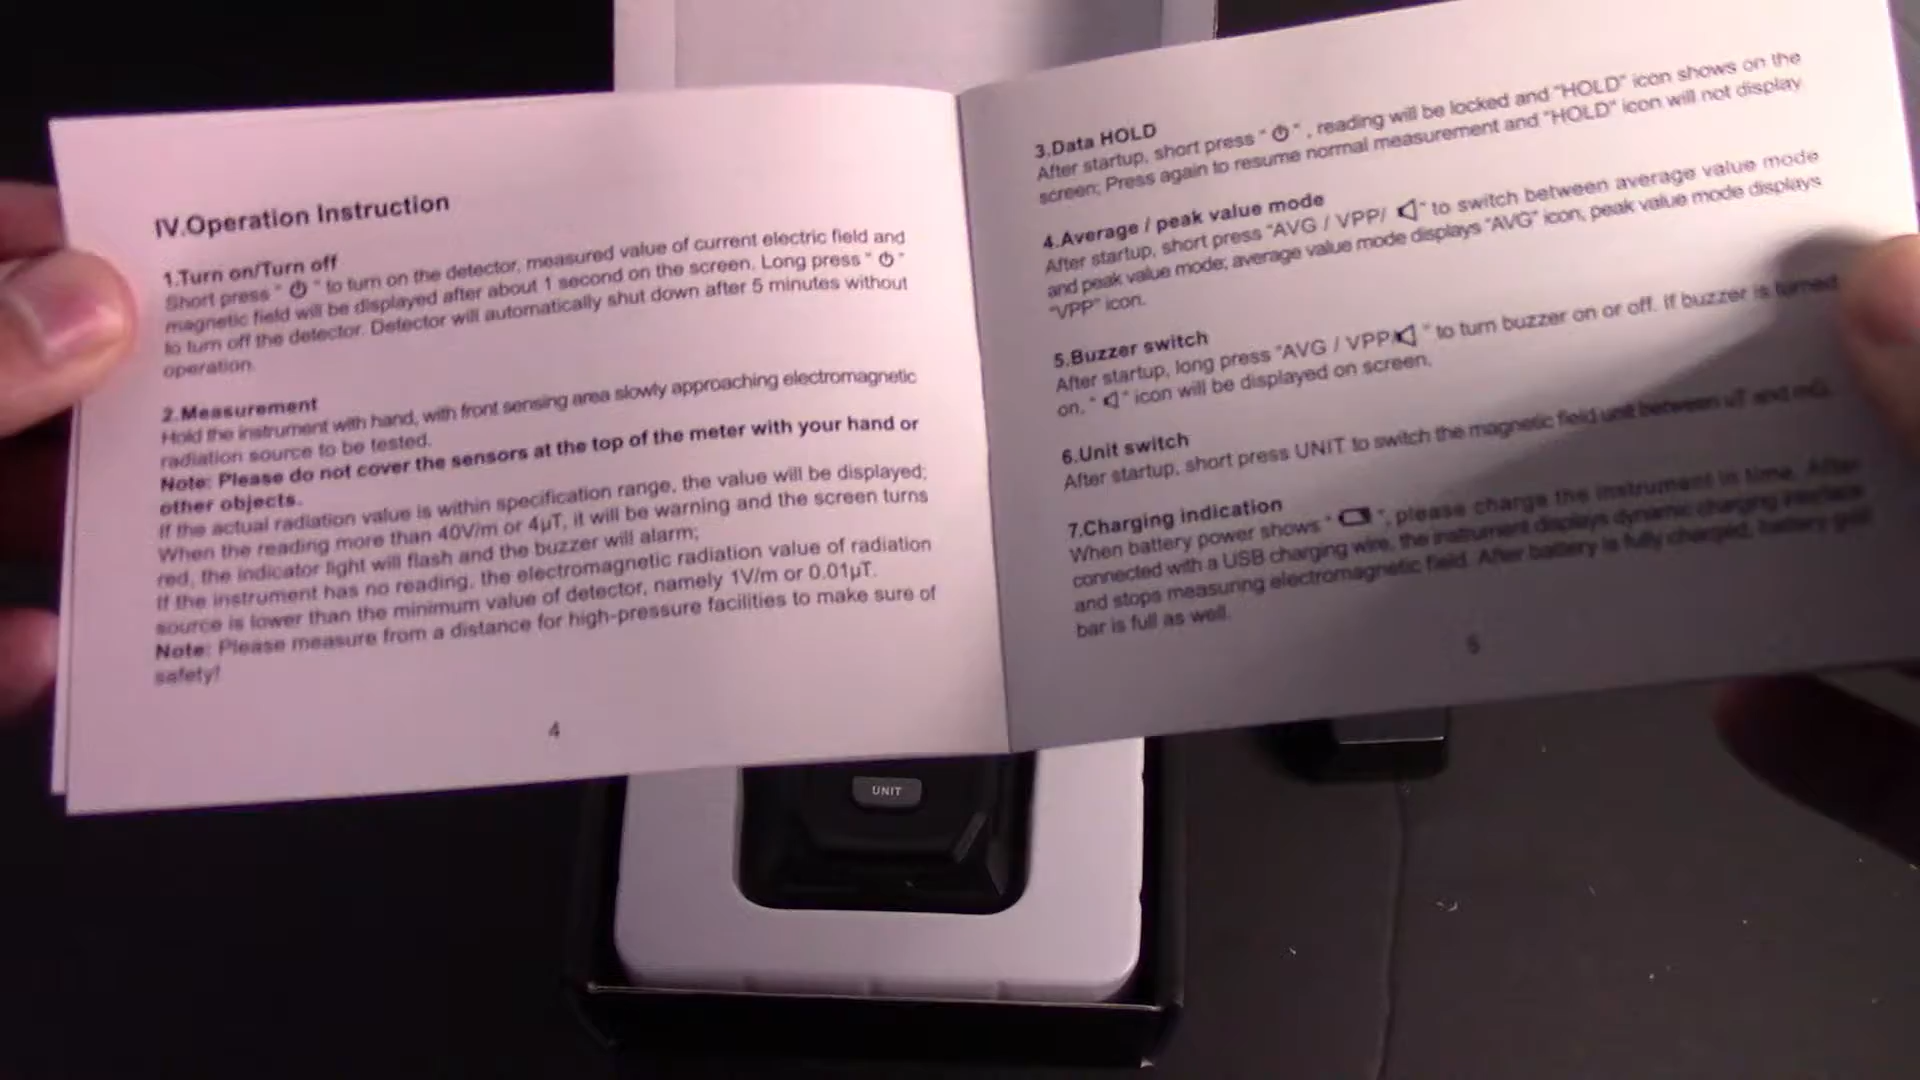 IV.Operation Instruction
1.Turn on/Turn off
Short press " ⏻ " to turn on the detector, measured value of current electric field and
magnetic field will be displayed after about 1 second on the screen. Long press " ⏻ "
to turn off the detector. Detector will automatically shut down after 5 minutes without
operation.
2.Measurement
Hold the instrument with hand, with front sensing area slowly approaching electromagnetic
radiation source to be tested.
Note: Please do not cover the sensors at the top of the meter with your hand or
other objects.
If the actual radiation value is within specification range, the value will be displayed;
When the reading more than 40V/m or 4μT, it will be warning and the screen turns
red, the indicator light will flash and the buzzer will alarm;
If the instrument has no reading, the electromagnetic radiation value of radiation
source is lower than the minimum value of detector, namely 1V/m or 0.01μT.
Note: Please measure from a distance for high-pressure facilities to make sure of
safety!
4
3.Data HOLD
After startup, short press " ⏻ ", reading will be locked and "HOLD" icon shows on the
screen; Press again to resume normal measurement and "HOLD" icon will not display
4.Average / peak value mode
After startup, short press "AVG / VPP/ " to switch between average value mode
and peak value mode; average value mode displays "AVG" icon, peak value mode displays
"VPP" icon.
5.Buzzer switch
After startup, long press "AVG / VPP/ " to turn buzzer on or off. If buzzer is turned
on, " " icon will be displayed on screen.
6.Unit switch
After startup, short press UNIT to switch the magnetic field unit between uT and mG.
7.Charging indication
When battery power shows " ", please charge the instrument in time. After
connected with a USB charging wire, the instrument displays dynamic charging interface
and stops measuring electromagnetic field. After battery is fully charged, battery grid
bar is full as well.
5
UNIT